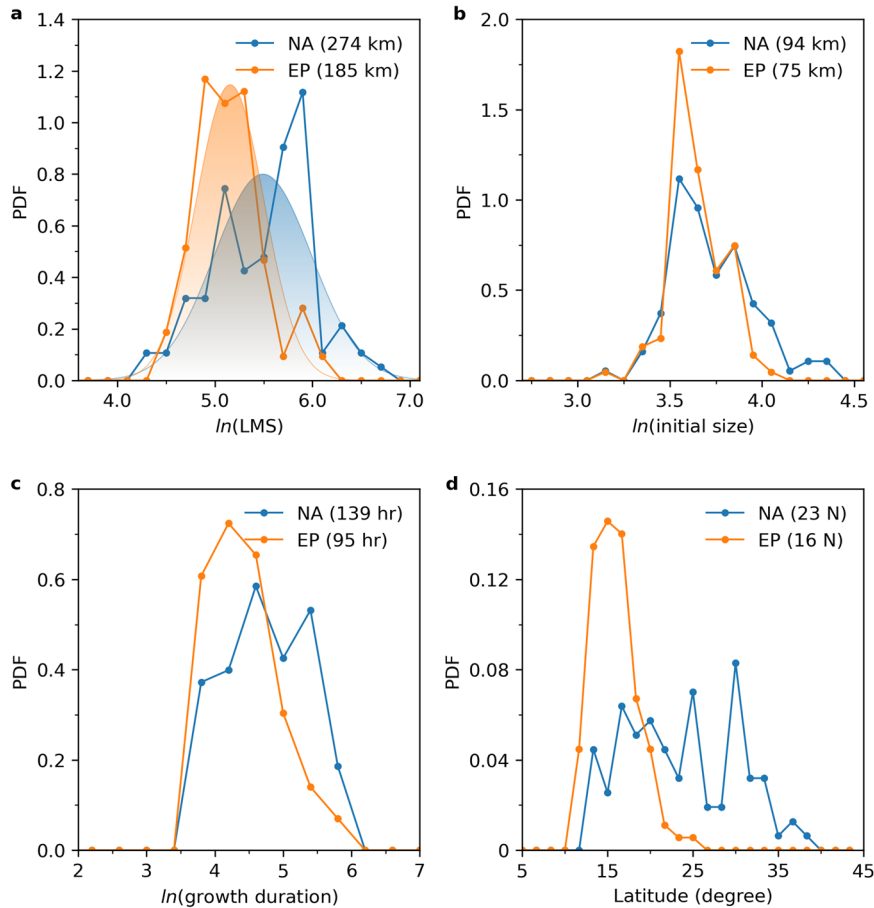 a
1.4
1.2
1.0
0.8
0.6
0.4
0.2
0.0
PDF
NA (274 km)
EP (185 km)
4.0 5.0 6.0 7.0
ln(LMS)
b
2.0
1.5
1.0
0.5
0.0
PDF
NA (94 km)
EP (75 km)
3.0 3.5 4.0 4.5
ln(initial size)
c
0.8
0.6
0.4
0.2
0.0
PDF
NA (139 hr)
EP (95 hr)
2 3 4 5 6 7
ln(growth duration)
d
0.16
0.12
0.08
0.04
0
PDF
NA (23 N)
EP (16 N)
5 15 25 35 45
Latitude (degree)